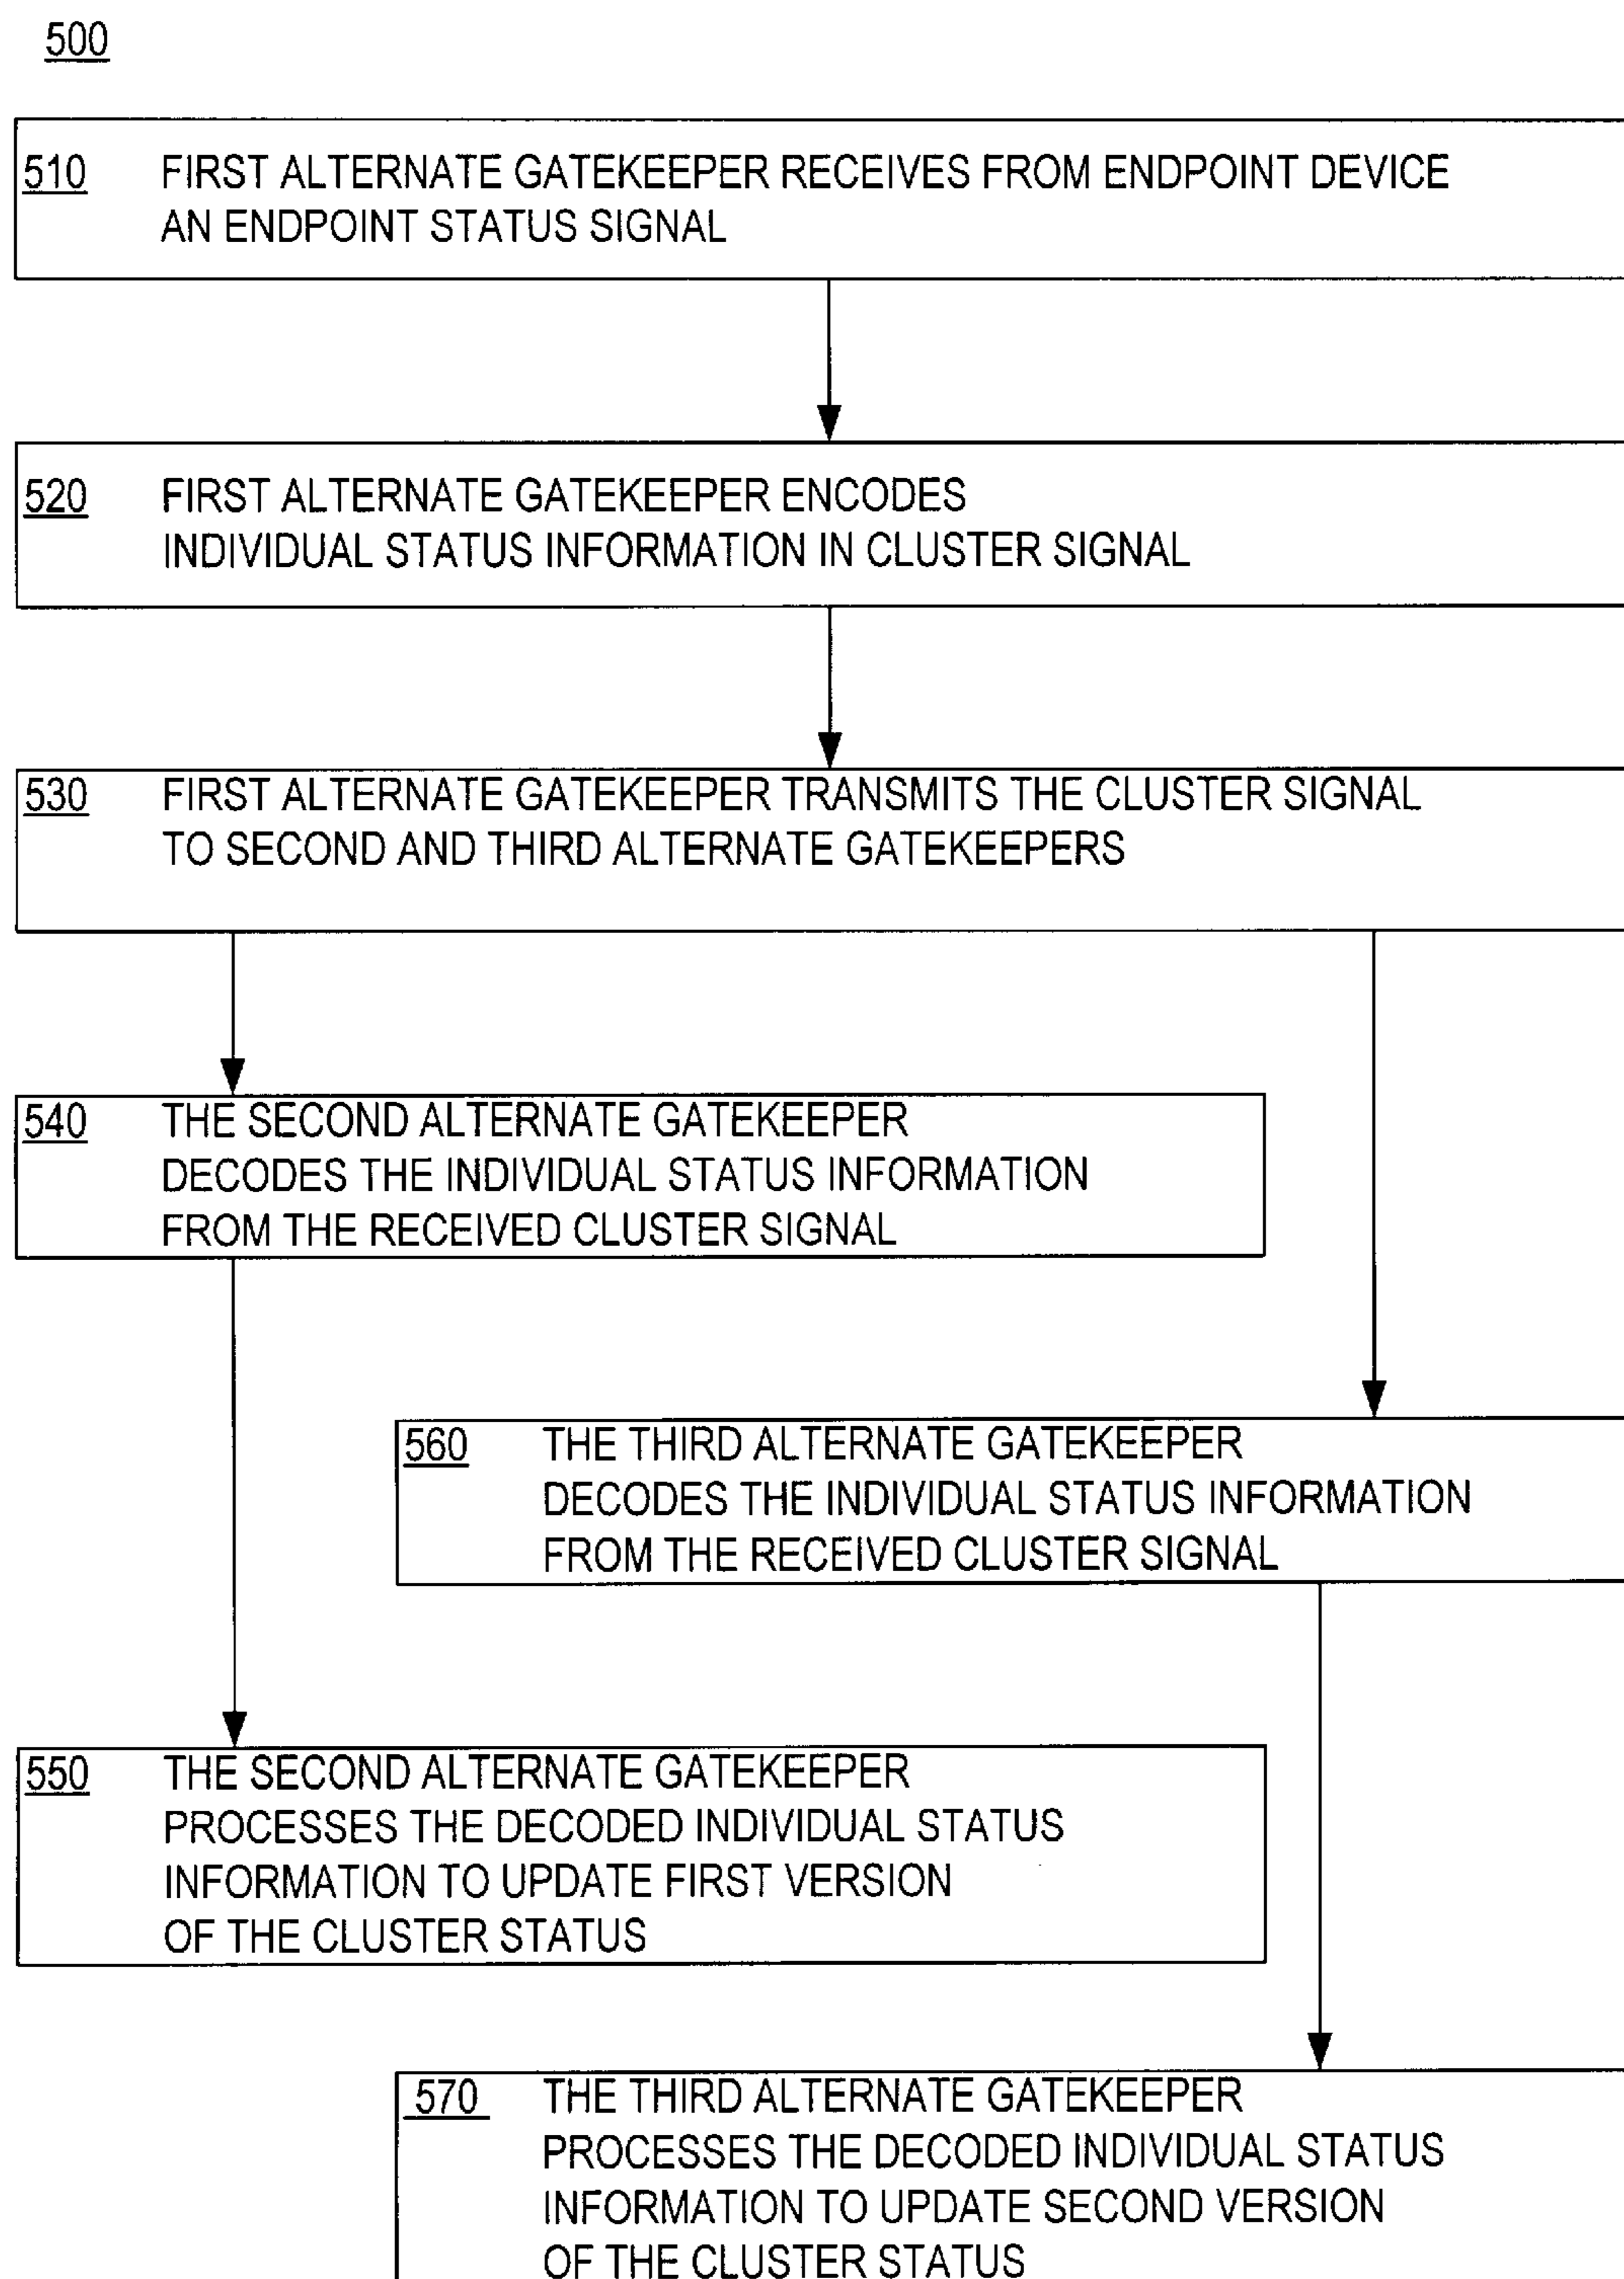 500
510 FIRST ALTERNATE GATEKEEPER RECEIVES FROM ENDPOINT DEVICE
AN ENDPOINT STATUS SIGNAL
520 FIRST ALTERNATE GATEKEEPER ENCODES
INDIVIDUAL STATUS INFORMATION IN CLUSTER SIGNAL
530 FIRST ALTERNATE GATEKEEPER TRANSMITS THE CLUSTER SIGNAL
TO SECOND AND THIRD ALTERNATE GATEKEEPERS
540 THE SECOND ALTERNATE GATEKEEPER
DECODES THE INDIVIDUAL STATUS INFORMATION
FROM THE RECEIVED CLUSTER SIGNAL
560 THE THIRD ALTERNATE GATEKEEPER
DECODES THE INDIVIDUAL STATUS INFORMATION
FROM THE RECEIVED CLUSTER SIGNAL
550 THE SECOND ALTERNATE GATEKEEPER
PROCESSES THE DECODED INDIVIDUAL STATUS
INFORMATION TO UPDATE FIRST VERSION
OF THE CLUSTER STATUS
570 THE THIRD ALTERNATE GATEKEEPER
PROCESSES THE DECODED INDIVIDUAL STATUS
INFORMATION TO UPDATE SECOND VERSION
OF THE CLUSTER STATUS